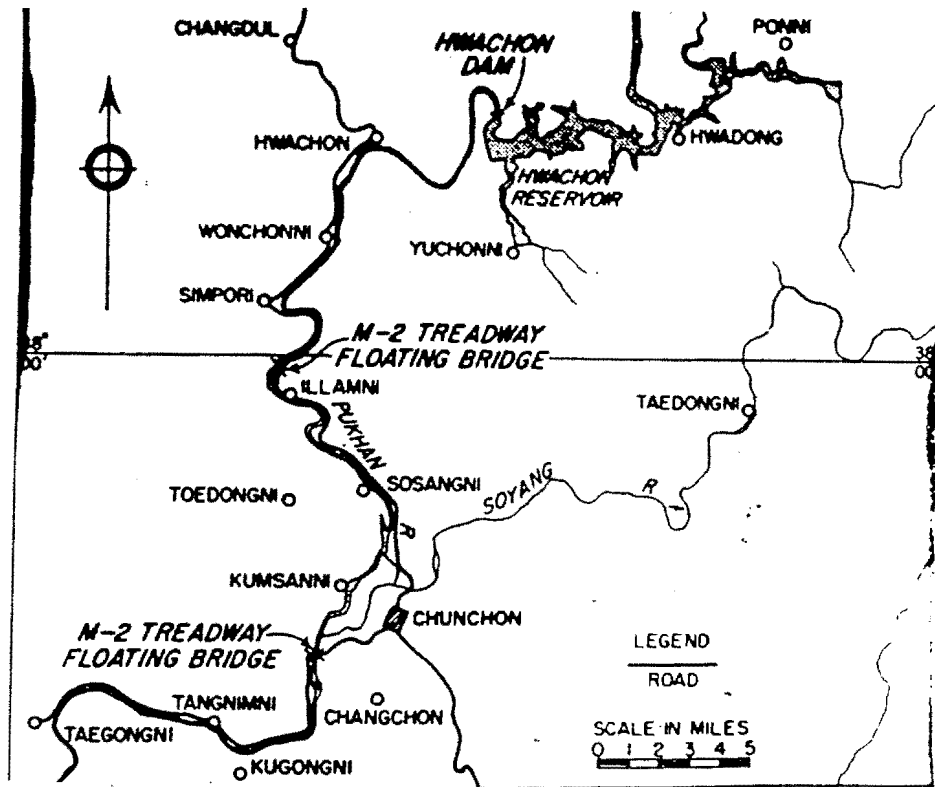 CHANGDUL
HWACHON
DAM
PONNI
HWACHON
HWADONG
HWACHON
RESERVOIR
WONCHONNI
YUCHONNI
SIMPORI
M-2 TREADWAY
FLOATING BRIDGE
38°
00'
38
00
ILLAMNI
TAEDONGNI
PUKHAN
R
SOSANGNI
TOEDONGNI
SOYANG
R
KUMSANNI
CHUNCHON
M-2 TREADWAY
FLOATING BRIDGE
LEGEND
ROAD
TANGNIMNI
CHANGCHON
TAEGONGNI
KUGONGNI
SCALE IN MILES
0 1 2 3 4 5